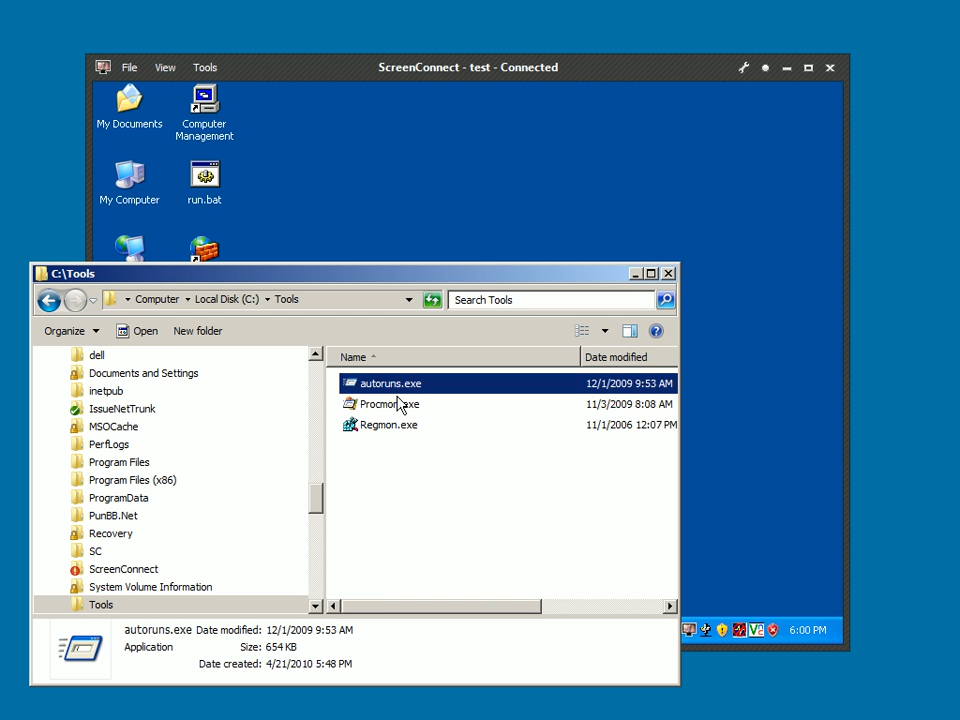 File View Tools ScreenConnect - test - Connected
My Documents
Computer
Management
My Computer
run.bat
C:\Tools
Computer Local Disk (C:) Tools Search Tools
Organize Open New folder
dell
Documents and Settings
inetpub
IssueNetTrunk
MSOCache
PerfLogs
Program Files
Program Files (x86)
ProgramData
PunBB.Net
Recovery
SC
ScreenConnect
System Volume Information
Tools
Name Date modified
autoruns.exe 12/1/2009 9:53 AM
Procmon.exe 11/3/2009 8:08 AM
Regmon.exe 11/1/2006 12:07 PM
autoruns.exe Date modified: 12/1/2009 9:53 AM
Application Size: 654 KB
Date created: 4/21/2010 5:48 PM
6:00 PM